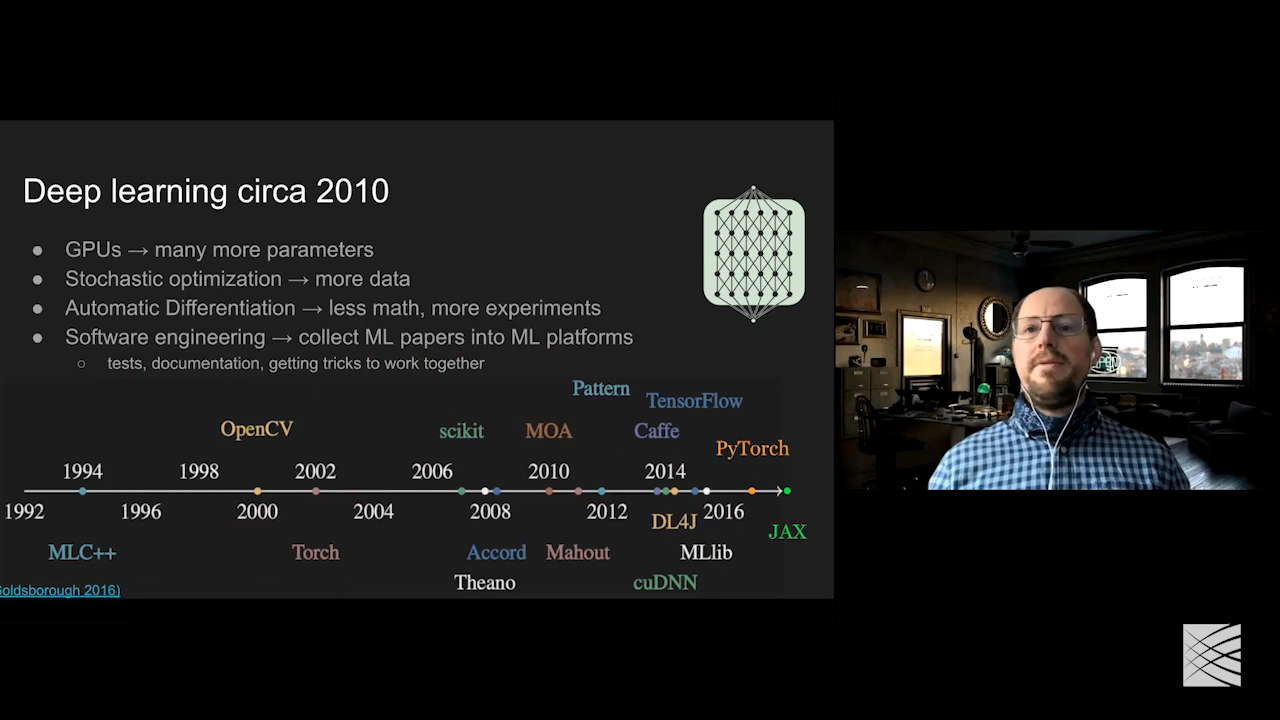 Deep learning circa 2010
● GPUs → many more parameters
● Stochastic optimization → more data
● Automatic Differentiation → less math, more experiments
● Software engineering → collect ML papers into ML platforms
○ tests, documentation, getting tricks to work together
Pattern
TensorFlow
OpenCV scikit MOA Caffe
PyTorch
1994 1998 2002 2006 2010 2014
1992 1996 2000 2004 2008 2012 2016
DL4J
JAX
MLC++ Torch Accord Mahout MLlib
Theano cuDNN
oldsborough 2016)
OPEN